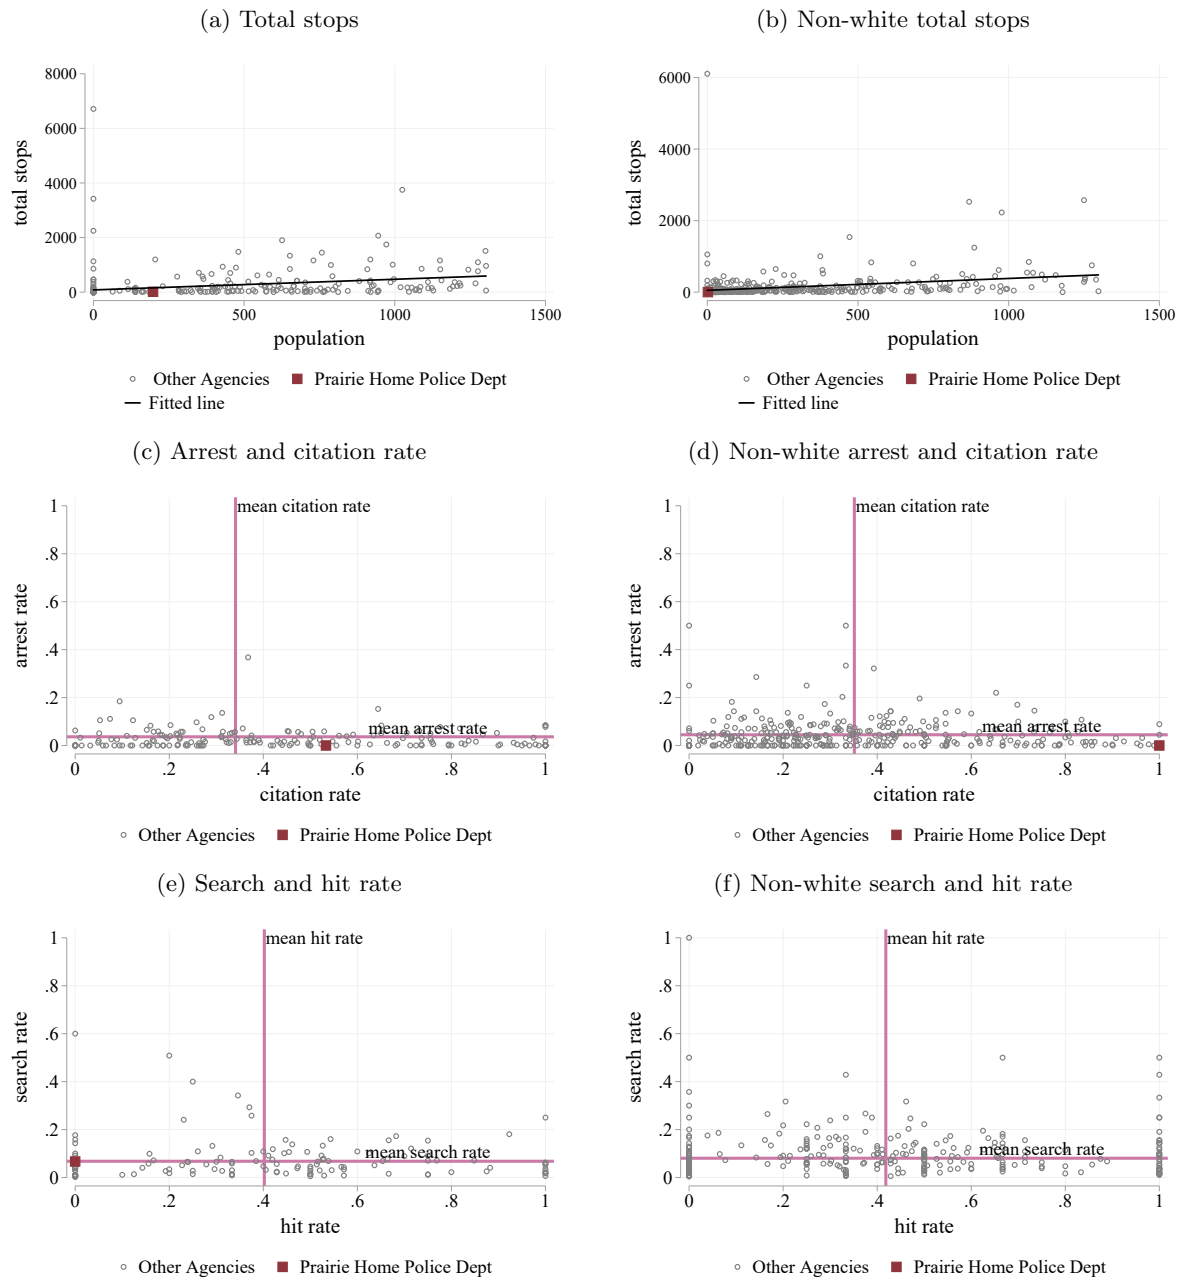 (a) Total stops
total stops
8000
6000
4000
2000
0
0 500 1000 1500
population
Other Agencies Prairie Home Police Dept
Fitted line
(b) Non-white total stops
total stops
6000
4000
2000
0
0 500 1000 1500
population
Other Agencies Prairie Home Police Dept
Fitted line
(c) Arrest and citation rate
arrest rate
1
.8
.6
.4
.2
0
mean citation rate
mean arrest rate
0 .2 .4 .6 .8 1
citation rate
Other Agencies Prairie Home Police Dept
(d) Non-white arrest and citation rate
arrest rate
1
.8
.6
.4
.2
0
mean citation rate
mean arrest rate
0 .2 .4 .6 .8 1
citation rate
Other Agencies Prairie Home Police Dept
(e) Search and hit rate
search rate
1
.8
.6
.4
.2
0
mean hit rate
mean search rate
0 .2 .4 .6 .8 1
hit rate
Other Agencies Prairie Home Police Dept
(f) Non-white search and hit rate
search rate
1
.8
.6
.4
.2
0
mean hit rate
mean search rate
0 .2 .4 .6 .8 1
hit rate
Other Agencies Prairie Home Police Dept